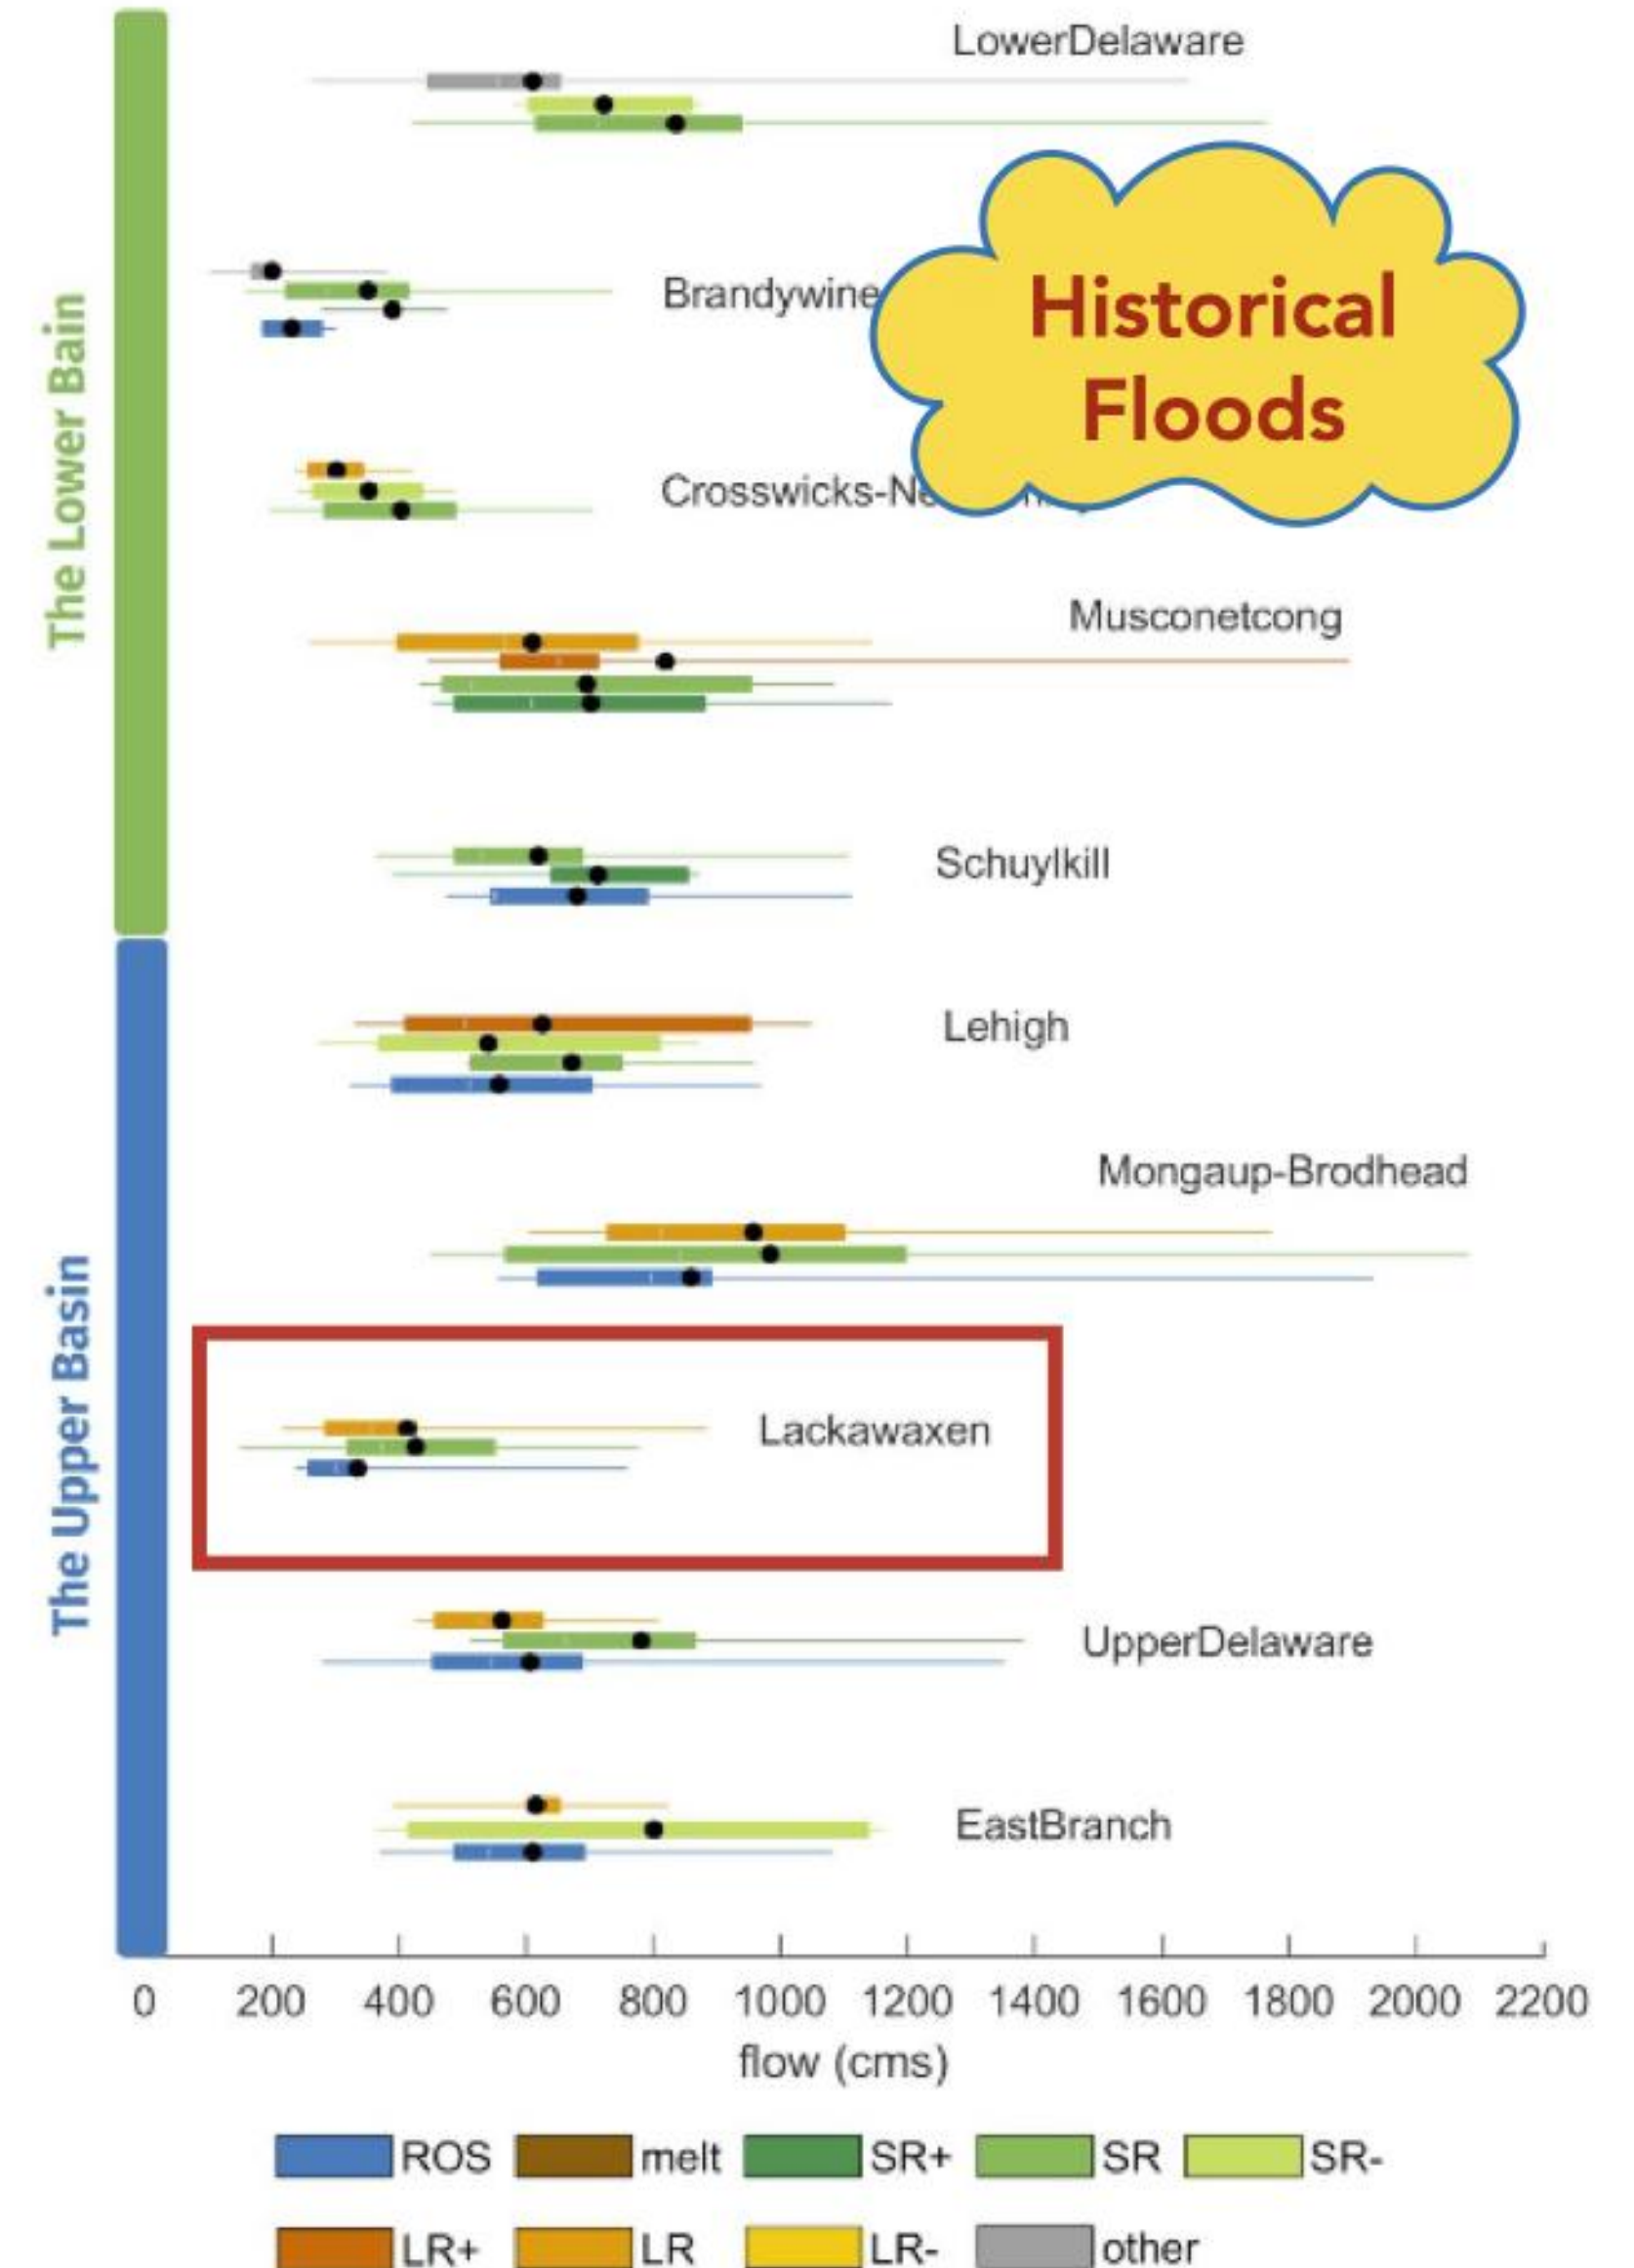 LowerDelaware
Historical
Floods
Brandywine
Crosswicks-Ne
The Lower Bain
Musconetcong
Schuylkill
Lehigh
Mongaup-Brodhead
The Upper Basin
Lackawaxen
UpperDelaware
EastBranch
0 200 400 600 800 1000 1200 1400 1600 1800 2000 2200
flow (cms)
ROS melt SR+ SR SR-
LR+ LR LR- other